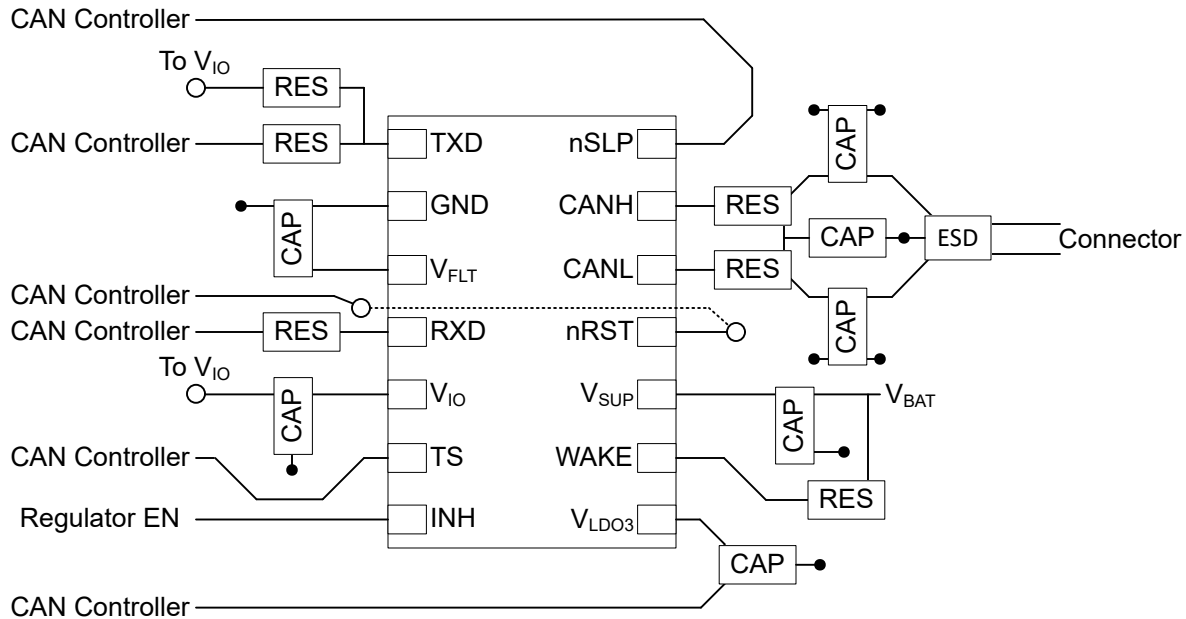 CAN Controller
To VIO
RES
CAN Controller
RES
TXD
nSLP
CAP
GND
CANH
RES
CAP
CAP
ESD
Connector
VFLT
CANL
RES
CAN Controller
CAN Controller
RES
RXD
nRST
CAP
To VIO
CAP
VIO
VSUP
CAP
VBAT
CAN Controller
TS
WAKE
RES
Regulator EN
INH
VLDO3
CAP
CAN Controller